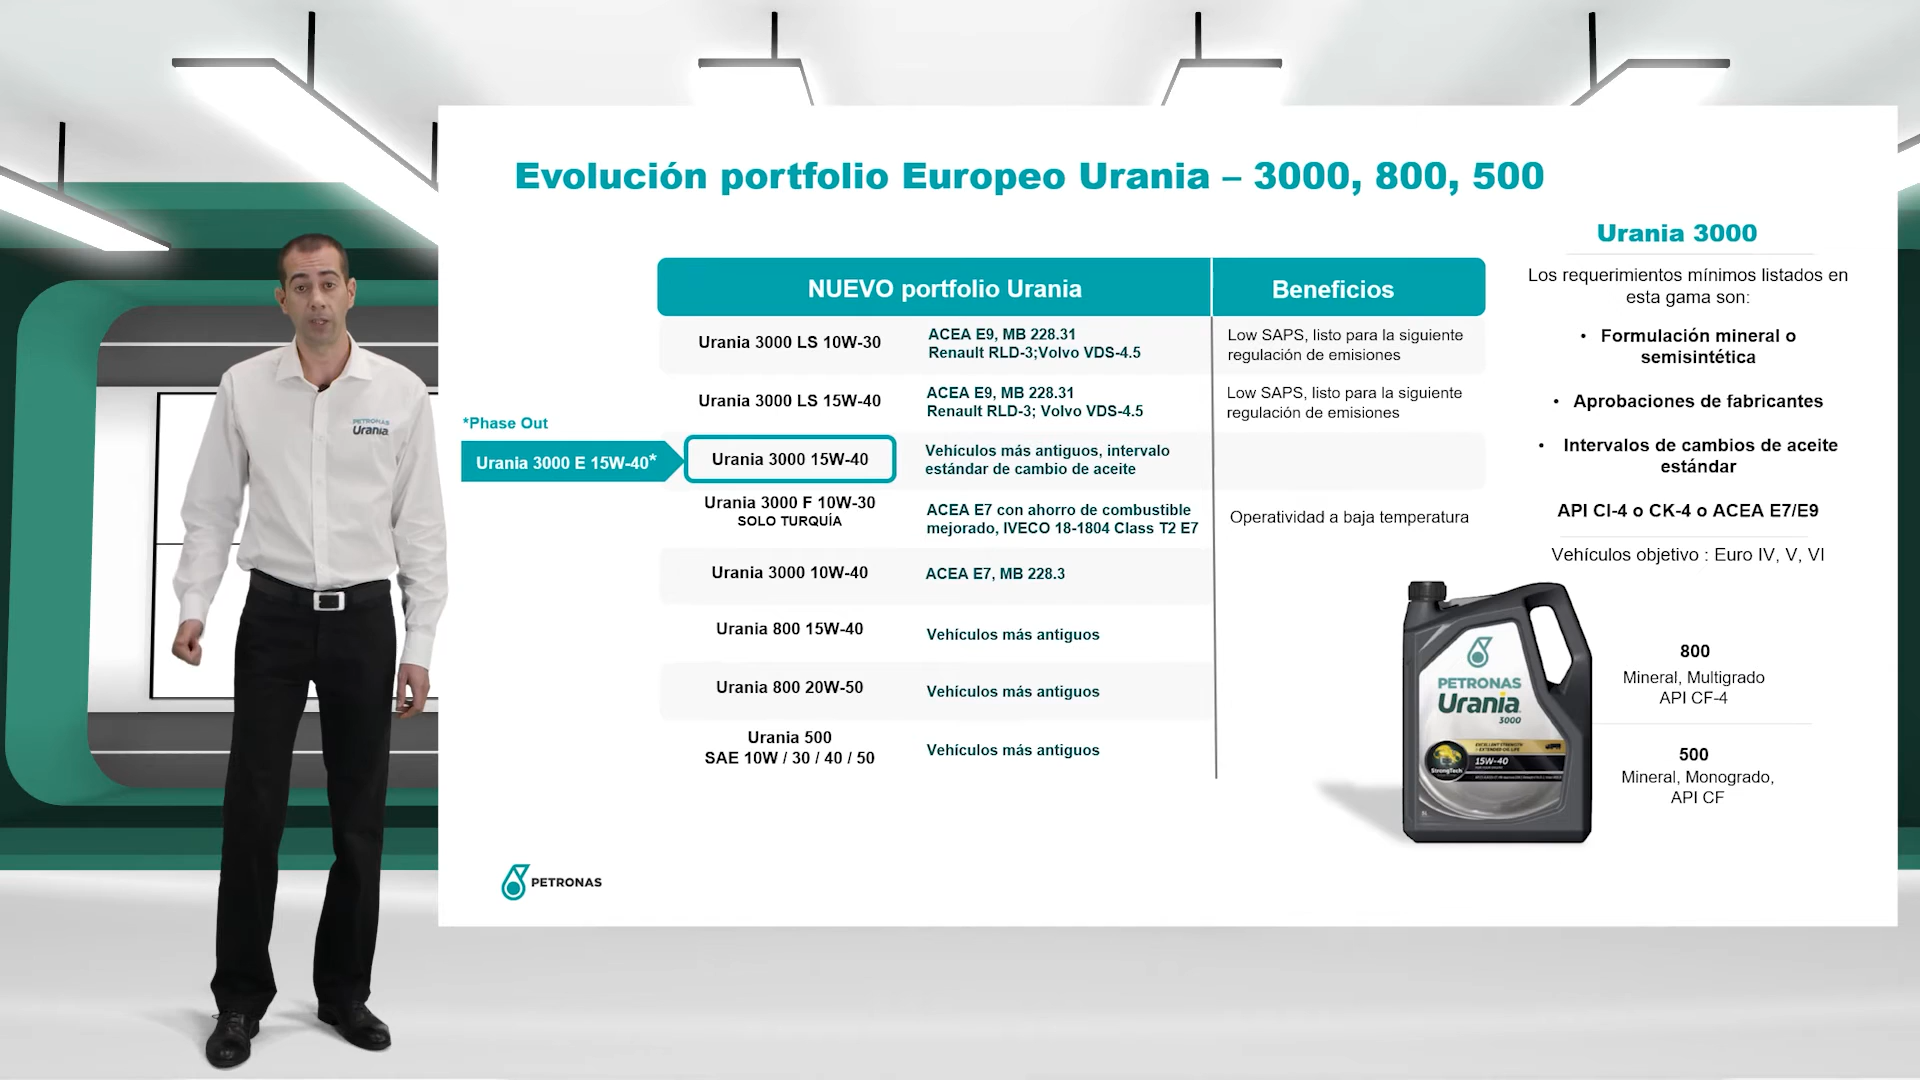 Evolución portfolio Europeo Urania – 3000, 800, 500
NUEVO portfolio Urania
Beneficios
Urania 3000 LS 10W-30
ACEA E9, MB 228.31
Renault RLD-3;Volvo VDS-4.5
Low SAPS, listo para la siguiente
regulación de emisiones
Urania 3000 LS 15W-40
ACEA E9, MB 228.31
Renault RLD-3; Volvo VDS-4.5
Low SAPS, listo para la siguiente
regulación de emisiones
*Phase Out
Urania 3000 E 15W-40*
Urania 3000 15W-40
Vehículos más antiguos, intervalo
estándar de cambio de aceite
Urania 3000 F 10W-30
SOLO TURQUÍA
ACEA E7 con ahorro de combustible
mejorado, IVECO 18-1804 Class T2 E7
Operatividad a baja temperatura
Urania 3000 10W-40
ACEA E7, MB 228.3
Urania 800 15W-40
Vehículos más antiguos
Urania 800 20W-50
Vehículos más antiguos
Urania 500
SAE 10W / 30 / 40 / 50
Vehículos más antiguos
Urania 3000
Los requerimientos mínimos listados en
esta gama son:
• Formulación mineral o
semisintética
• Aprobaciones de fabricantes
• Intervalos de cambios de aceite
estándar
API CI-4 o CK-4 o ACEA E7/E9
Vehículos objetivo : Euro IV, V, VI
800
Mineral, Multigrado
API CF-4
500
Mineral, Monogrado,
API CF
PETRONAS
Urania
3000
EXCELLENT STRENGTH
15W-40
StrongTech
PETRONAS
PETRONAS
Urania